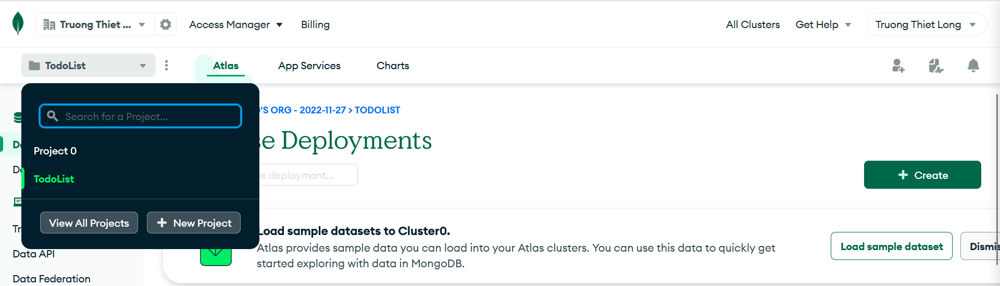 Truong Thiet ...
Access Manager
Billing
All Clusters
Get Help
Truong Thiet Long
TodoList
Atlas
App Services
Charts
Search for a Project...
Project 0
TodoList
View All Projects
+ New Project
'S ORG - 2022-11-27 > TODOLIST
se Deployments
e deployment...
+ Create
Load sample datasets to Cluster0.
Atlas provides sample data you can load into your Atlas clusters. You can use this data to quickly get
started exploring with data in MongoDB.
Load sample dataset
Dismis
Data API
Data Federation